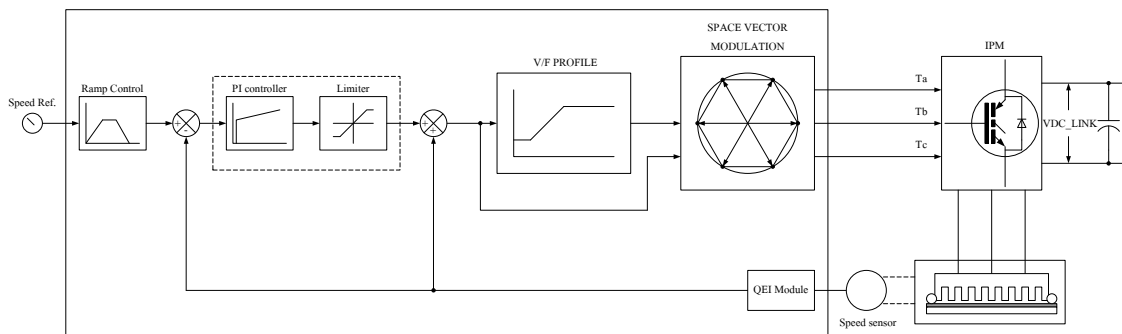 SPACE VECTOR
MODULATION
IPM
V/F PROFILE
Speed Ref.
Ramp Control
PI controller
Limiter
Ta
Tb
Tc
VDC_LINK
+
-
+
+
QEI Module
Speed sensor